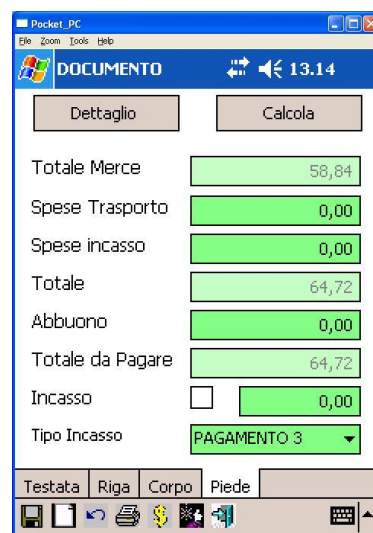 Pocket_PC
File Zoom Tools Help
DOCUMENTO 13.14
Dettaglio Calcola
Totale Merce 58,84
Spese Trasporto 0,00
Spese incasso 0,00
Totale 64,72
Abbuono 0,00
Totale da Pagare 64,72
Incasso 0,00
Tipo Incasso PAGAMENTO 3
Testata Riga Corpo Piede